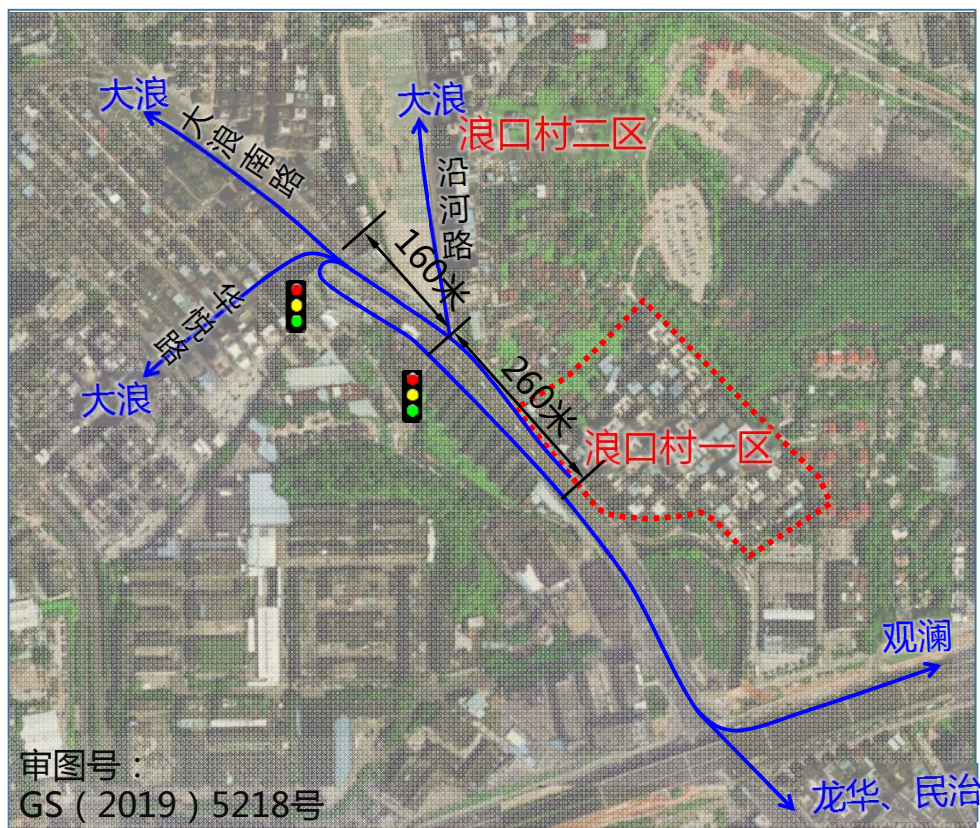 大浪
大浪
浪口村二区
大浪南路
沿河路
160米
华悦路
大浪
260米
浪口村一区
观澜
龙华、民治
审图号：
GS（2019）5218号